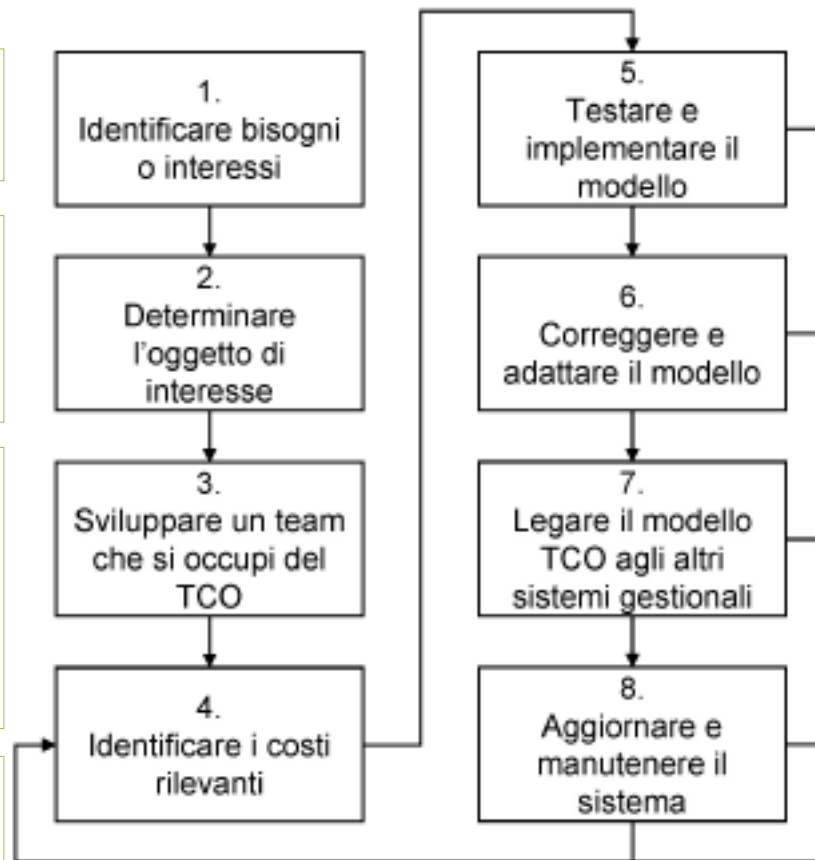 1.
Identificare bisogni
o interessi
2.
Determinare
l'oggetto di
interesse
3.
Sviluppare un team
che si occupi del
TCO
4.
Identificare i costi
rilevanti
5.
Testare e
implementare il
modello
6.
Correggere e
adattare il modello
7.
Legare il modello
TCO agli altri
sistemi gestionali
8.
Aggiornare e
manutenere il
sistema